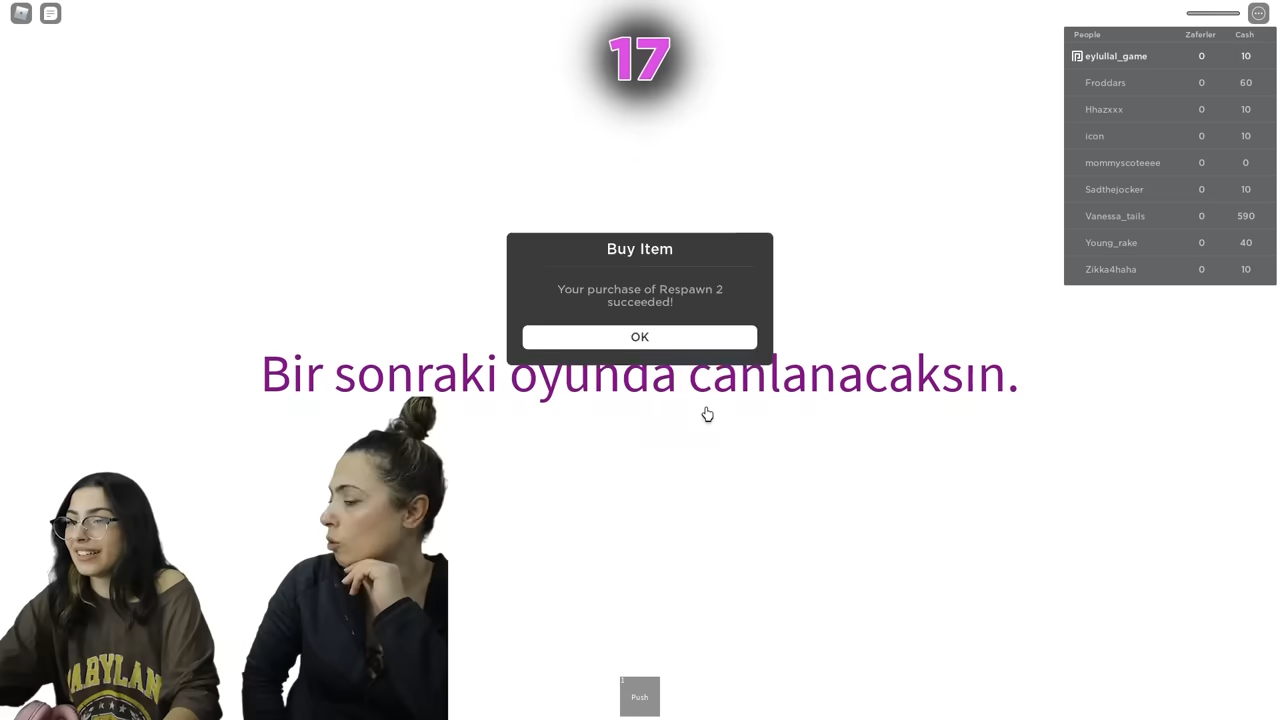 17
People Zaferler Cash
eylullal_game 0 10
Froddars 0 60
Hhazxxx 0 10
icon 0 10
mommyscoteeee 0 0
Sadthejocker 0 10
Vanessa_tails 0 590
Young_rake 0 40
Zikka4haha 0 10
Buy Item
Your purchase of Respawn 2
succeeded!
OK
Bir sonraki oyunda canlanacaksın.
ABYLAN
1
Push